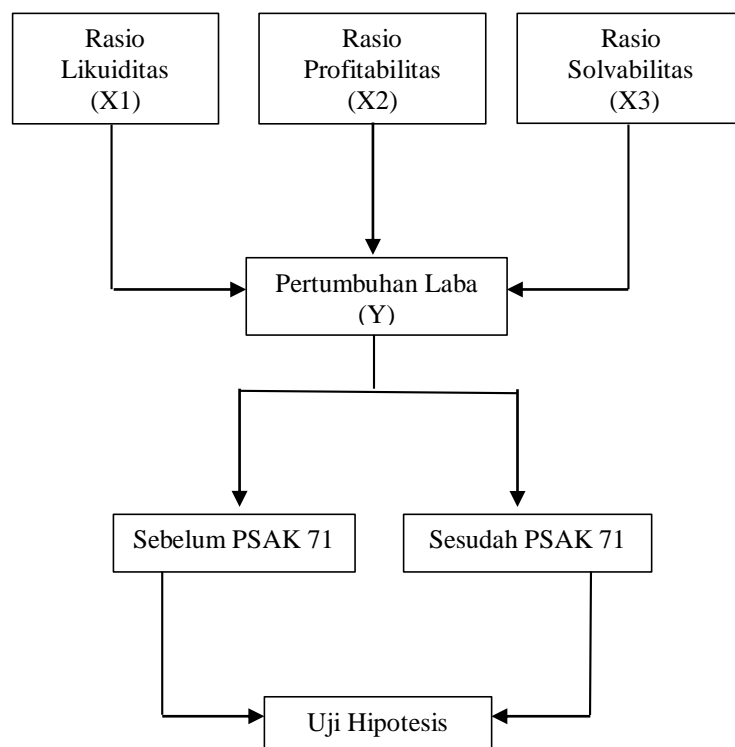 Rasio
Likuiditas
(X1)
Rasio
Profitabilitas
(X2)
Rasio
Solvabilitas
(X3)
Pertumbuhan Laba
(Y)
Sebelum PSAK 71
Sesudah PSAK 71
Uji Hipotesis